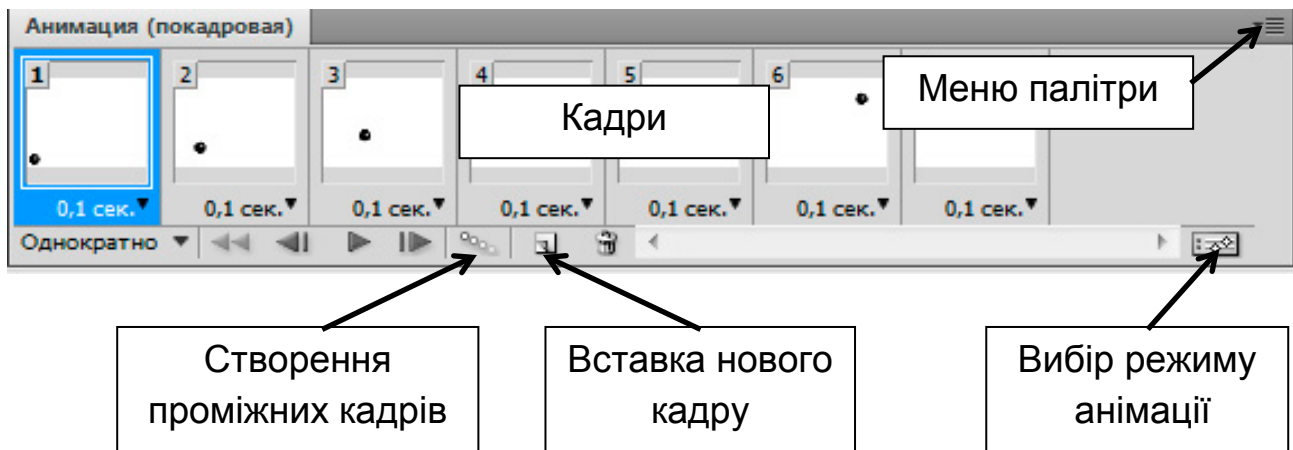 Анимация (покадровая)
1 2 3 4 5 6
Меню палітри
Кадри
0,1 сек. 0,1 сек. 0,1 сек. 0,1 сек. 0,1 сек. 0,1 сек. 0,1 сек.
Однократно
Створення
проміжних кадрів
Вставка нового
кадру
Вибір режиму
анімації